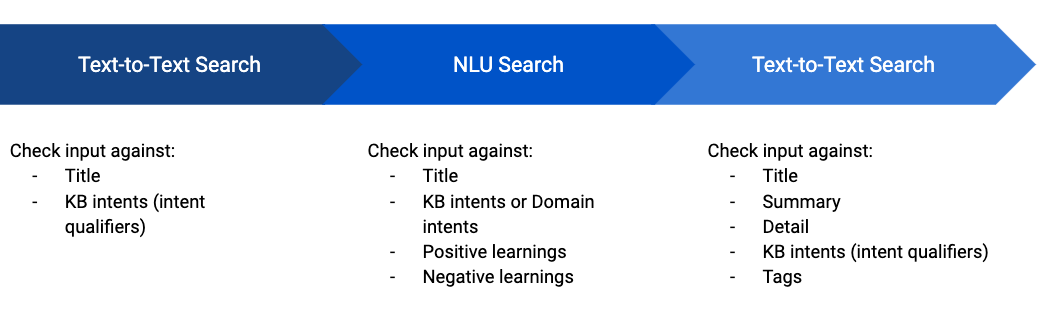 Text-to-Text Search
NLU Search
Text-to-Text Search
Check input against:
- Title
- KB intents (intent
qualifiers)
Check input against:
- Title
- KB intents or Domain
intents
- Positive learnings
- Negative learnings
Check input against:
- Title
- Summary
- Detail
- KB intents (intent qualifiers)
- Tags